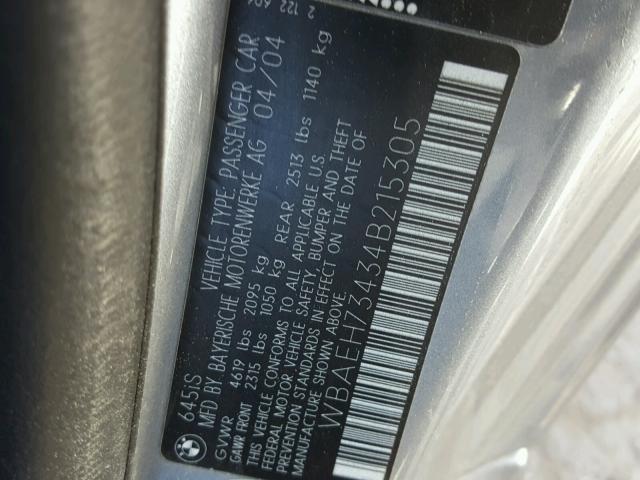 645iS VEHICLE TYPE: PASSENGER CAR
MFD BY BAYERISCHE MOTORENWERKE AG 04/04
GVWR 4619 lbs 2095 kg
GAWR FRONT 2315 lbs 1050 kg REAR 2513 lbs 1140 kg
THIS VEHICLE CONFORMS TO ALL APPLICABLE U.S.
FEDERAL MOTOR VEHICLE SAFETY, BUMPER AND THEFT
PREVENTION STANDARDS IN EFFECT ON THE DATE OF
MANUFACTURE SHOWN ABOVE.
WBAEH73434B215305